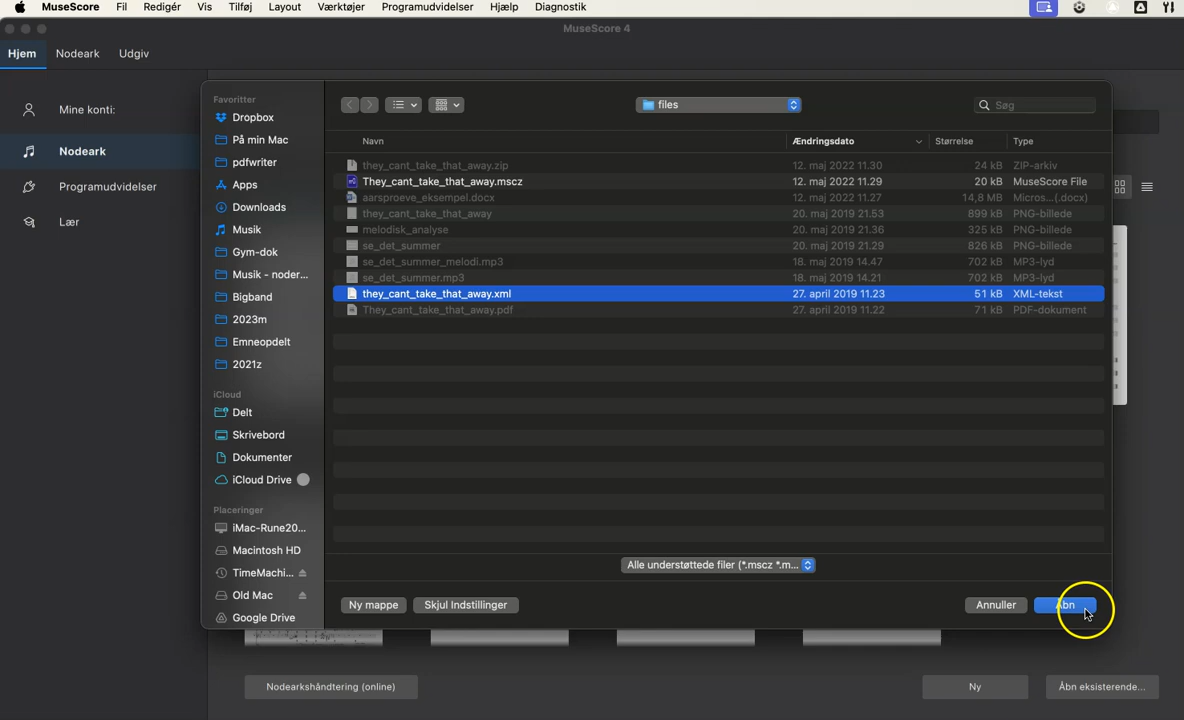 MuseScore Fil Redigér Vis Tilføj Layout Værktøjer Programudvidelser Hjælp Diagnostik
MuseScore 4
Hjem Nodeark Udgiv
Mine konti:
Nodeark
Programudvidelser
Lær
Favoritter
Dropbox
På min Mac
pdfwriter
Apps
Downloads
Musik
Gym-dok
Musik - noder...
Bigband
2023m
Emneopdelt
2021z
iCloud
Delt
Skrivebord
Dokumenter
iCloud Drive
Placeringer
iMac-Rune20...
Macintosh HD
TimeMachi...
Old Mac
Google Drive
files
Søg
Navn Ændringsdato Størrelse Type
they_cant_take_that_away.zip 12. maj 2022 11.30 24 kB ZIP-arkiv
They_cant_take_that_away.mscz 12. maj 2022 11.29 20 kB MuseScore File
aarsproeve_eksempel.docx 12. maj 2022 11.27 14,8 MB Micros...(.docx)
they_cant_take_that_away 20. maj 2019 21.53 899 kB PNG-billede
melodisk_analyse 20. maj 2019 21.36 325 kB PNG-billede
se_det_summer 20. maj 2019 21.29 826 kB PNG-billede
se_det_summer_melodi.mp3 18. maj 2019 14.47 702 kB MP3-lyd
se_det_summer.mp3 18. maj 2019 14.21 702 kB MP3-lyd
they_cant_take_that_away.xml 27. april 2019 11.23 51 kB XML-tekst
They_cant_take_that_away.pdf 27. april 2019 11.22 71 kB PDF-dokument
Alle understøttede filer (*.mscz *.m...
Ny mappe Skjul Indstillinger Annuller Åbn
Nodearkshåndtering (online) Ny Åbn eksisterende...